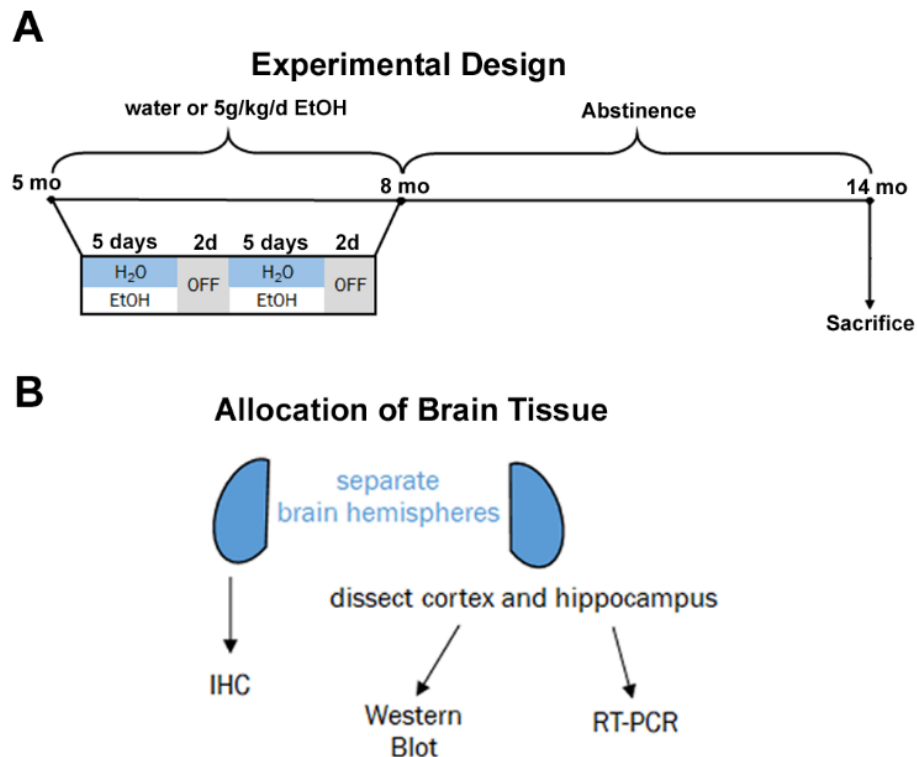 A
Experimental Design
water or 5g/kg/d EtOH
Abstinence
5 mo
8 mo
14 mo
5 days 2d 5 days 2d
H₂O OFF H₂O OFF
EtOH EtOH
Sacrifice
B
Allocation of Brain Tissue
separate
brain hemispheres
dissect cortex and hippocampus
IHC
Western
Blot
RT-PCR